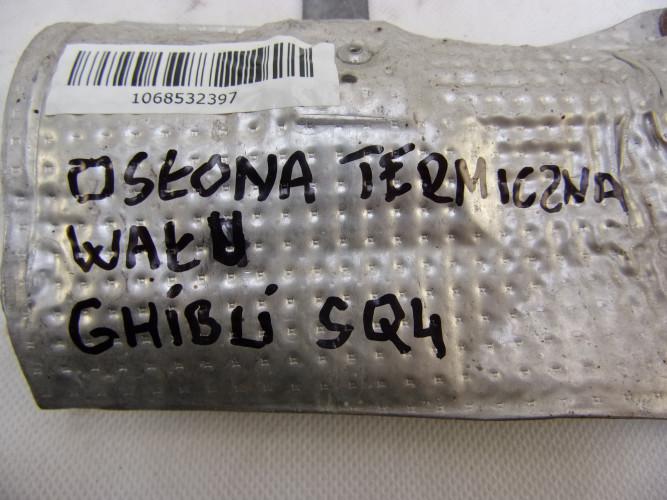 1068532397
OSŁONA TERMICZNA
WAŁU
GHIBLI SQ4